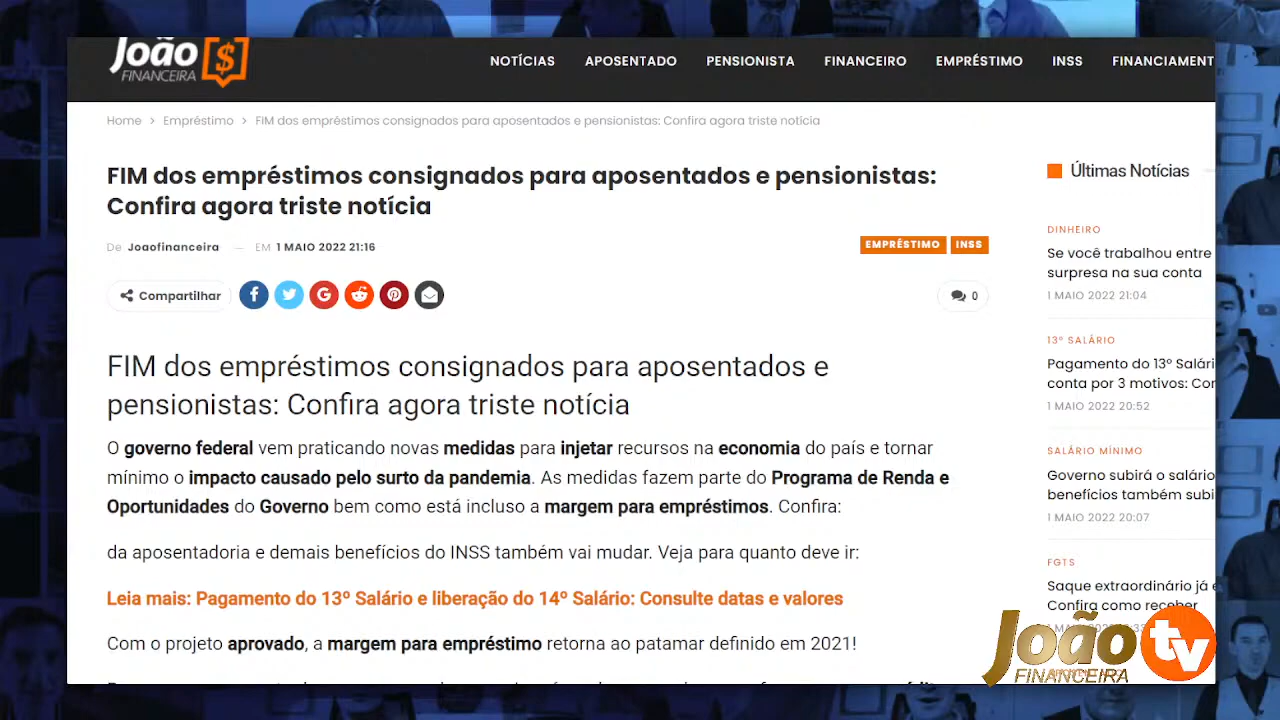 João $
FINANCEIRA
NOTÍCIAS APOSENTADO PENSIONISTA FINANCEIRO EMPRÉSTIMO INSS FINANCIAMENT
Home > Empréstimo > FIM dos empréstimos consignados para aposentados e pensionistas: Confira agora triste notícia
FIM dos empréstimos consignados para aposentados e pensionistas:
Confira agora triste notícia
De Joaofinanceira — EM 1 MAIO 2022 21:16
EMPRÉSTIMO INSS
Compartilhar
0
FIM dos empréstimos consignados para aposentados e
pensionistas: Confira agora triste notícia
O governo federal vem praticando novas medidas para injetar recursos na economia do país e tornar
mínimo o impacto causado pelo surto da pandemia. As medidas fazem parte do Programa de Renda e
Oportunidades do Governo bem como está incluso a margem para empréstimos. Confira:
da aposentadoria e demais benefícios do INSS também vai mudar. Veja para quanto deve ir:
Leia mais: Pagamento do 13º Salário e liberação do 14º Salário: Consulte datas e valores
Com o projeto aprovado, a margem para empréstimo retorna ao patamar definido em 2021!
Últimas Notícias
DINHEIRO
Se você trabalhou entre
surpresa na sua conta
1 MAIO 2022 21:04
13º SALÁRIO
Pagamento do 13º Salári
conta por 3 motivos: Cor
1 MAIO 2022 20:52
SALÁRIO MÍNIMO
Governo subirá o salário
benefícios também subi
1 MAIO 2022 20:07
FGTS
Saque extraordinário já e
Confira como receber
João tv
FINANCEIRA